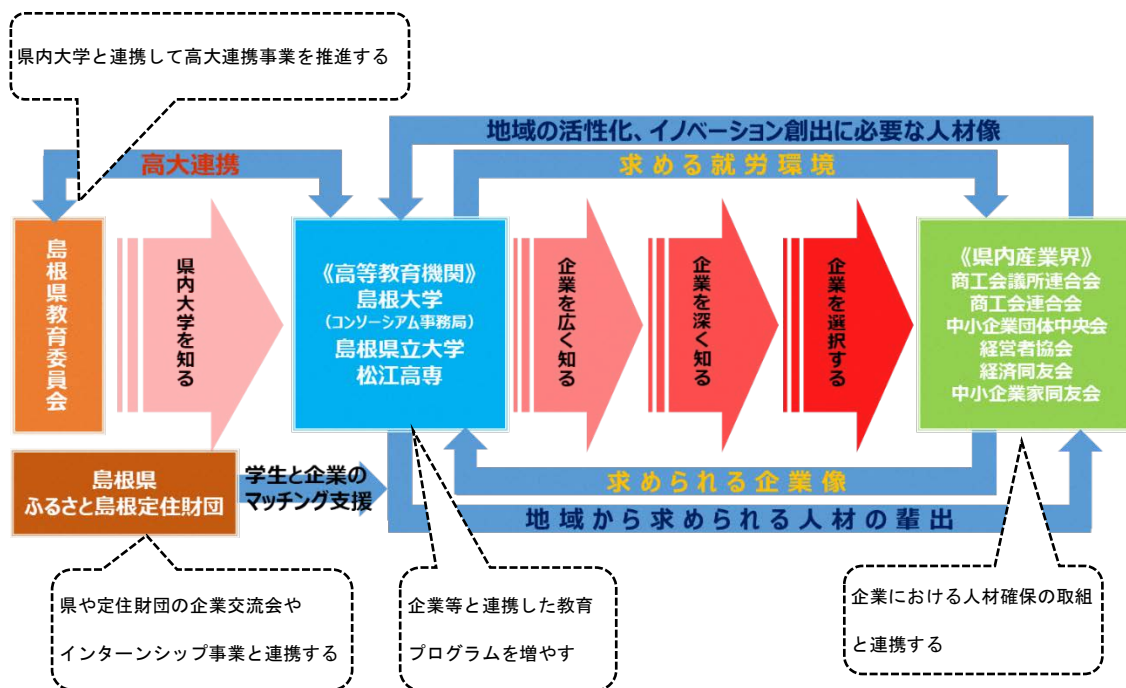 県内大学と連携して高大連携事業を推進する
地域の活性化、イノベーション創出に必要な人材像
高大連携
求める就労環境
島根県教育委員会
県内大学を知る
《高等教育機関》
島根大学
(コンソーシアム事務局)
島根県立大学
松江高専
企業を広く知る
企業を深く知る
企業を選択する
《県内産業界》
商工会議所連合会
商工会連合会
中小企業団体中央会
経営者協会
経済同友会
中小企業家同友会
島根県
ふるさと島根定住財団
学生と企業の
マッチング支援
求められる企業像
地域から求められる人材の輩出
県や定住財団の企業交流会や
インターンシップ事業と連携する
企業等と連携した教育
プログラムを増やす
企業における人材確保の取組
と連携する